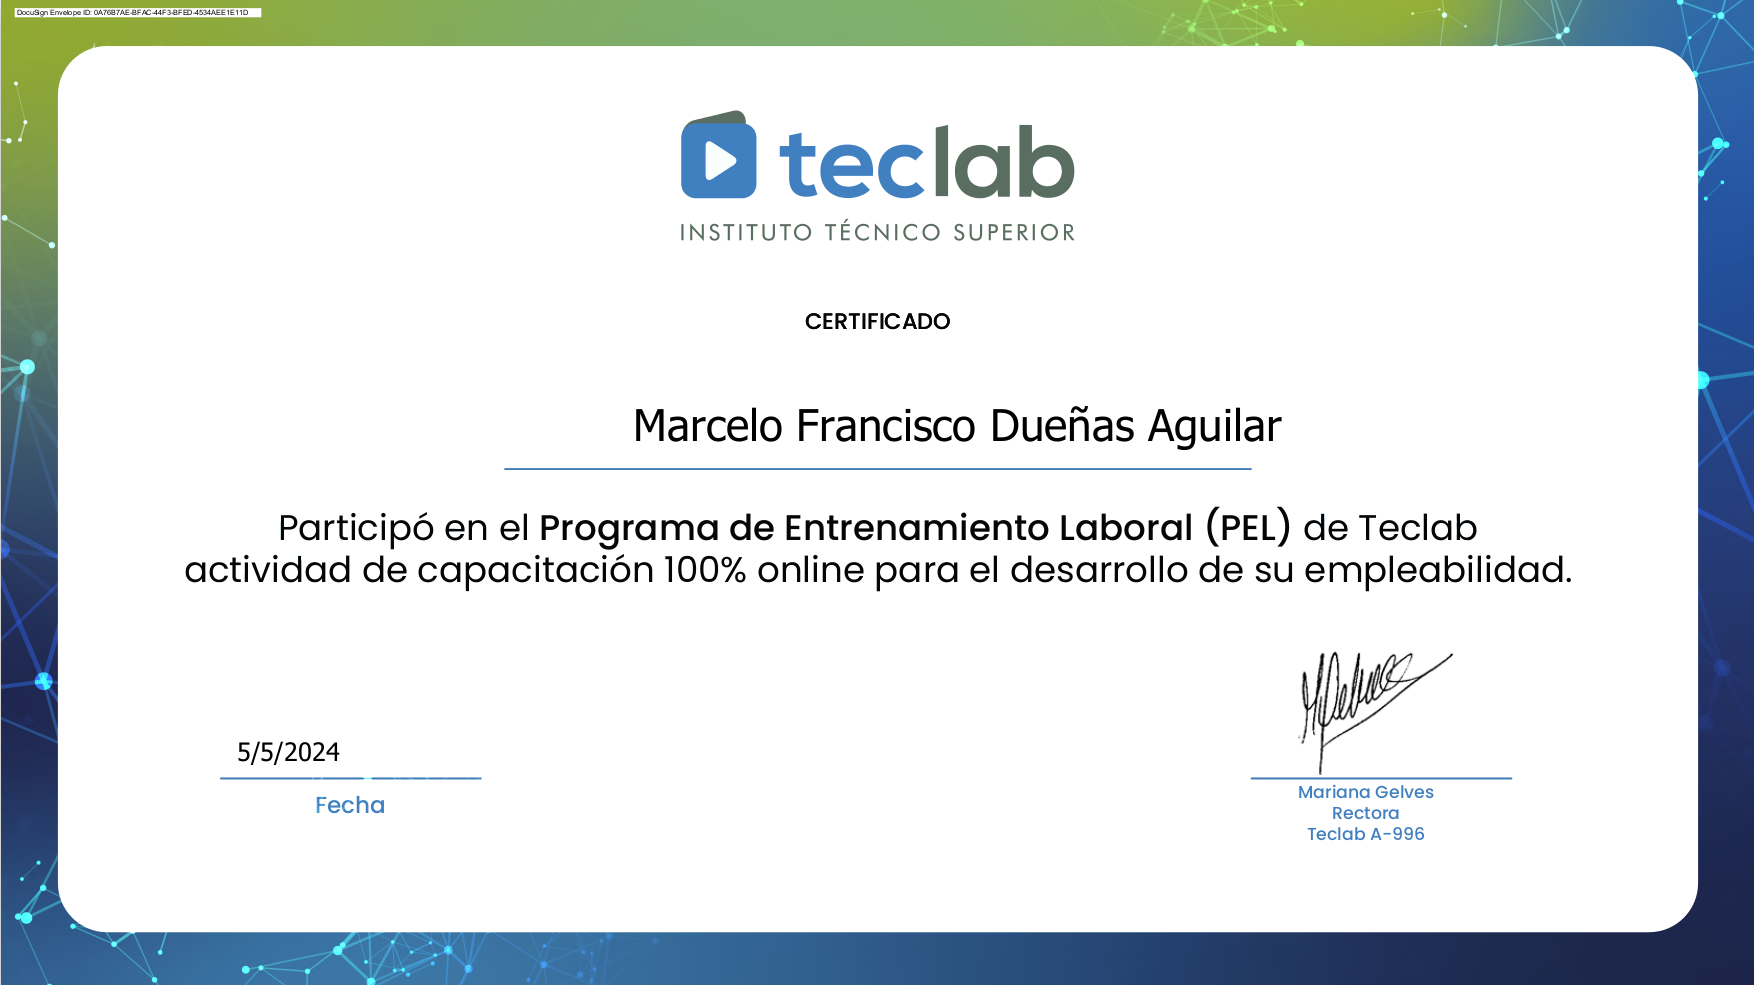 DocuSign Envelope ID: 0A76B7AE-BFAC-44F3-BFED-4534AEE1E11D
teclab
INSTITUTO TÉCNICO SUPERIOR
CERTIFICADO
Marcelo Francisco Dueñas Aguilar
Participó en el Programa de Entrenamiento Laboral (PEL) de Teclab
actividad de capacitación 100% online para el desarrollo de su empleabilidad.
5/5/2024
Fecha
Mariana Gelves
Rectora
Teclab A-996